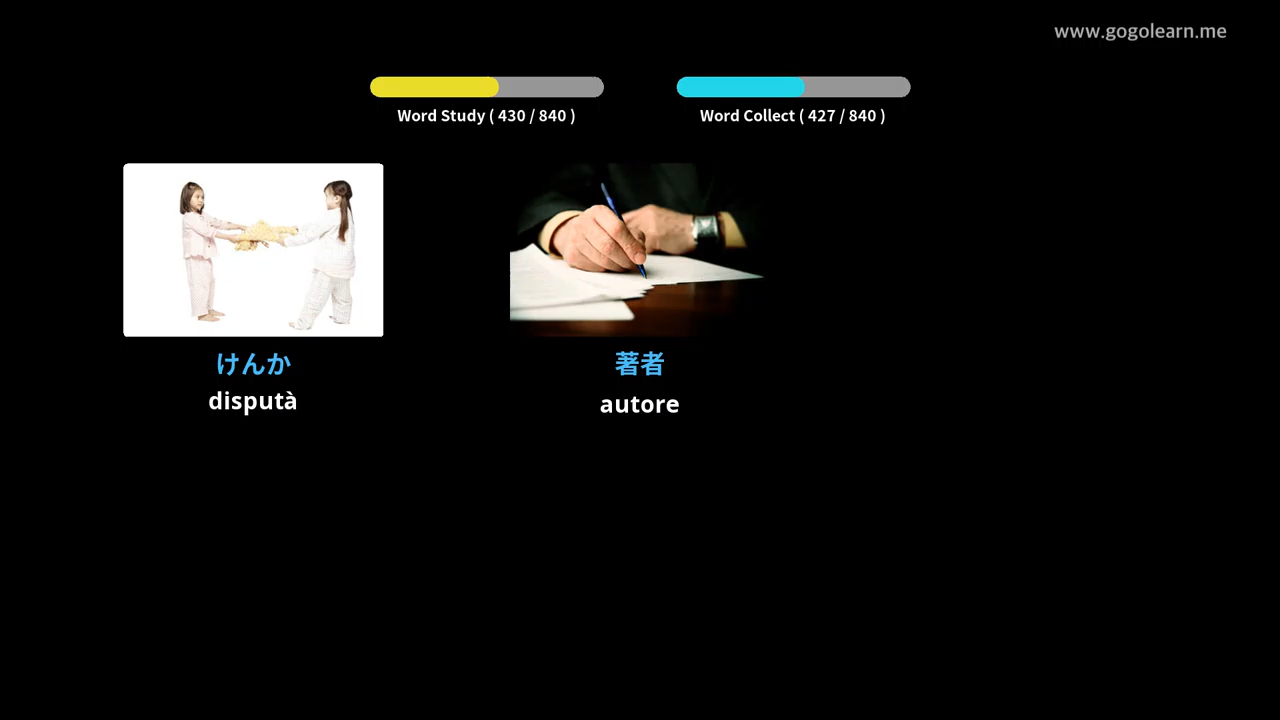 www.gogolearn.me
Word Study ( 430 / 840 )
Word Collect ( 427 / 840 )
けんか
disputà
著者
autore